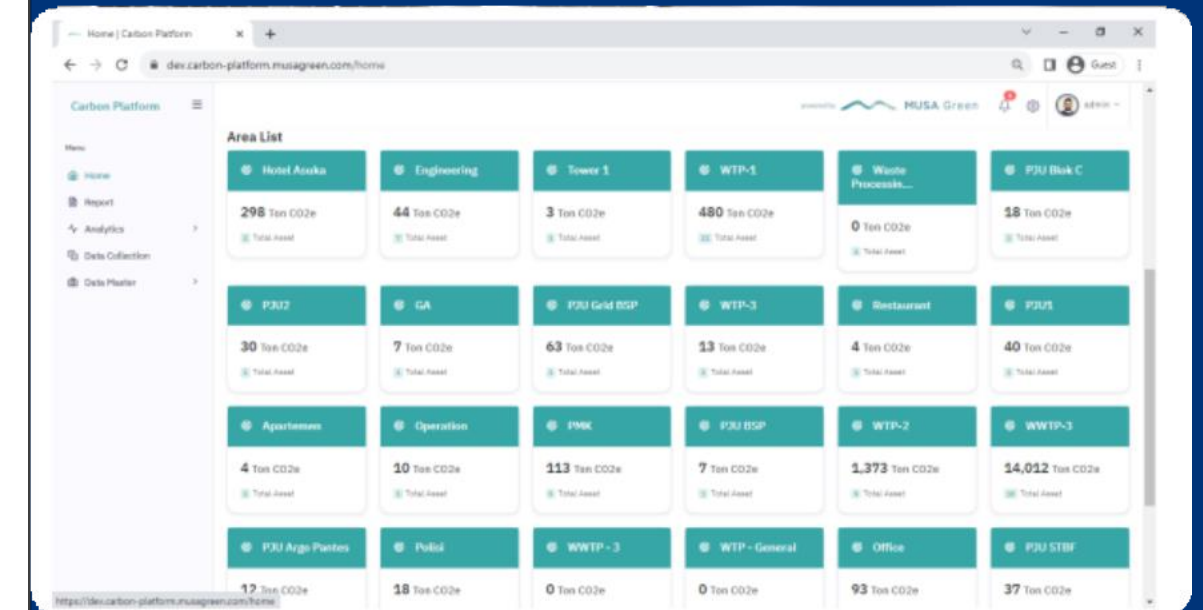 Home | Carbon Platform
dev.carbon-platform.musagreen.com/home
Guest
Carbon Platform
powered by MUSA Green
admin
Menu
Home
Report
Analytics
Data Collection
Data Master
Area List
Hotel Asuka
Engineering
Tower 1
WTP-1
Waste
Processin...
PJU Blok C
298 Ton CO2e
44 Ton CO2e
3 Ton CO2e
480 Ton CO2e
0 Ton CO2e
18 Ton CO2e
Total Asset
Total Asset
Total Asset
Total Asset
Total Asset
Total Asset
PJU2
GA
PJU Grid BSP
WTP-3
Restaurant
PJU1
30 Ton CO2e
7 Ton CO2e
63 Ton CO2e
13 Ton CO2e
4 Ton CO2e
40 Ton CO2e
Total Asset
Total Asset
Total Asset
Total Asset
Total Asset
Total Asset
Apartemen
Operation
PMK
PJU BSP
WTP-2
WWTP-3
4 Ton CO2e
10 Ton CO2e
113 Ton CO2e
7 Ton CO2e
1,373 Ton CO2e
14,012 Ton CO2e
Total Asset
Total Asset
Total Asset
Total Asset
Total Asset
Total Asset
PJU Argo Pantes
Polisi
WWTP - 3
WTP - General
Office
PJU STBF
12 Ton CO2e
18 Ton CO2e
0 Ton CO2e
0 Ton CO2e
93 Ton CO2e
37 Ton CO2e
https://dev.carbon-platform.musagreen.com/home